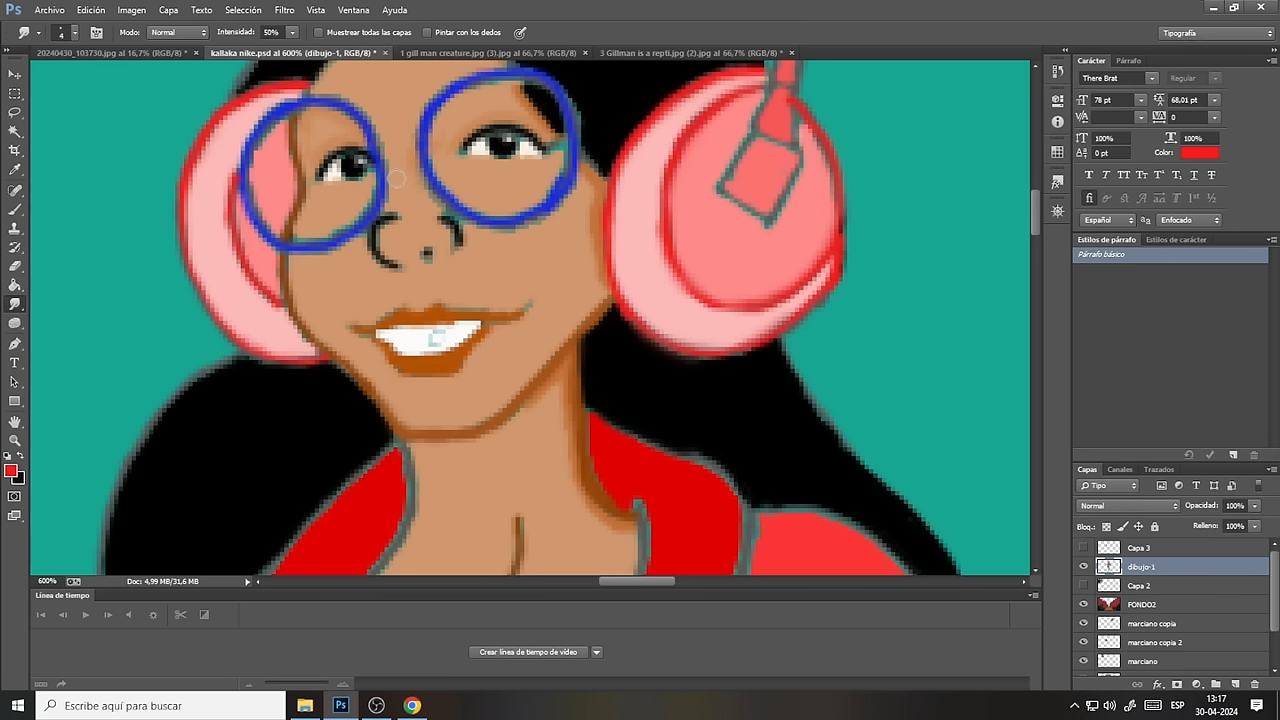 Ps Archivo Edición Imagen Capa Texto Selección Filtro Vista Ventana Ayuda
4 Modo: Normal Intensidad: 50% Mostrar todas las capas Pintar con los dedos Tipografía
20240430_103730.jpg al 16,7% (RGB/8) * × kallaka nike.psd al 600% (dibujo-1, RGB/8) * × 1 gill man creature.jpg (3).jpg al 66,7% (RGB/8) × 3 Gillman is a repti.jpg (2).jpg al 66,7% (RGB/8) * ×
Carácter Párrafo
There Brat Regular
78 pt 68,01 pt
0
100% 100%
0 pt Color:
Español Enfocado
Estilos de párrafo Estilos de carácter
Párrafo básico
Capas Canales Trazados
Tipo
Normal Opacidad: 100%
Bloq.: Relleno: 100%
Capa 3
dibujo-1
Capa 2
FONDO2
marciano copia
marciano copia 2
marciano
600% Doc: 4,99 MB/31,6 MB
Línea de tiempo
Crear línea de tiempo de vídeo
Escribe aquí para buscar
Ps
ESP
13:17
30-04-2024